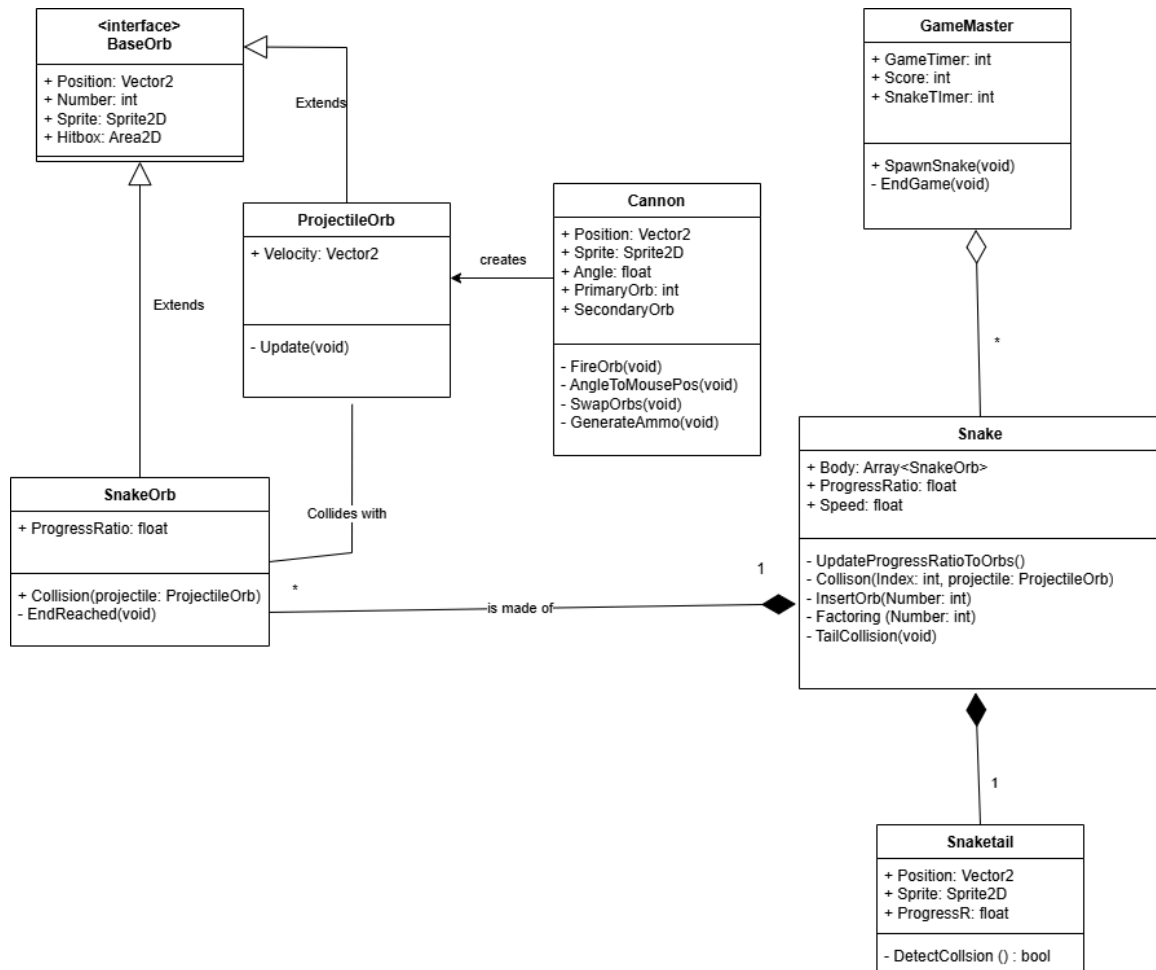 <interface>
BaseOrb
+ Position: Vector2
+ Number: int
+ Sprite: Sprite2D
+ Hitbox: Area2D
Extends
GameMaster
+ GameTimer: int
+ Score: int
+ SnakeTImer: int
+ SpawnSnake(void)
- EndGame(void)
ProjectileOrb
+ Velocity: Vector2
- Update(void)
creates
Cannon
+ Position: Vector2
+ Sprite: Sprite2D
+ Angle: float
+ PrimaryOrb: int
+ SecondaryOrb
- FireOrb(void)
- AngleToMousePos(void)
- SwapOrbs(void)
- GenerateAmmo(void)
Extends
*
Snake
+ Body: Array<SnakeOrb>
+ ProgressRatio: float
+ Speed: float
- UpdateProgressRatioToOrbs()
- Collison(Index: int, projectile: ProjectileOrb)
- InsertOrb(Number: int)
- Factoring (Number: int)
- TailCollision(void)
SnakeOrb
+ ProgressRatio: float
+ Collision(projectile: ProjectileOrb)
- EndReached(void)
Collides with
*
is made of
1
1
Snaketail
+ Position: Vector2
+ Sprite: Sprite2D
+ ProgressR: float
- DetectCollsion () : bool